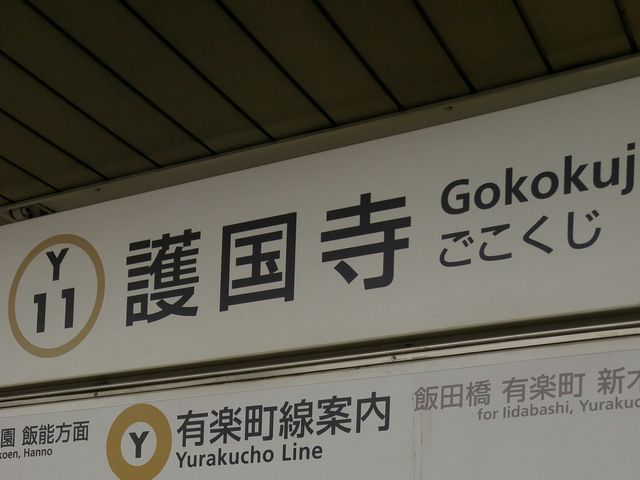 Y
11
護国寺
Gokokuj
ごこくじ
園 飯能方面
koen, Hanno
Y
有楽町線案内
Yurakucho Line
飯田橋 有楽町 新木
for Iidabashi, Yurakuc